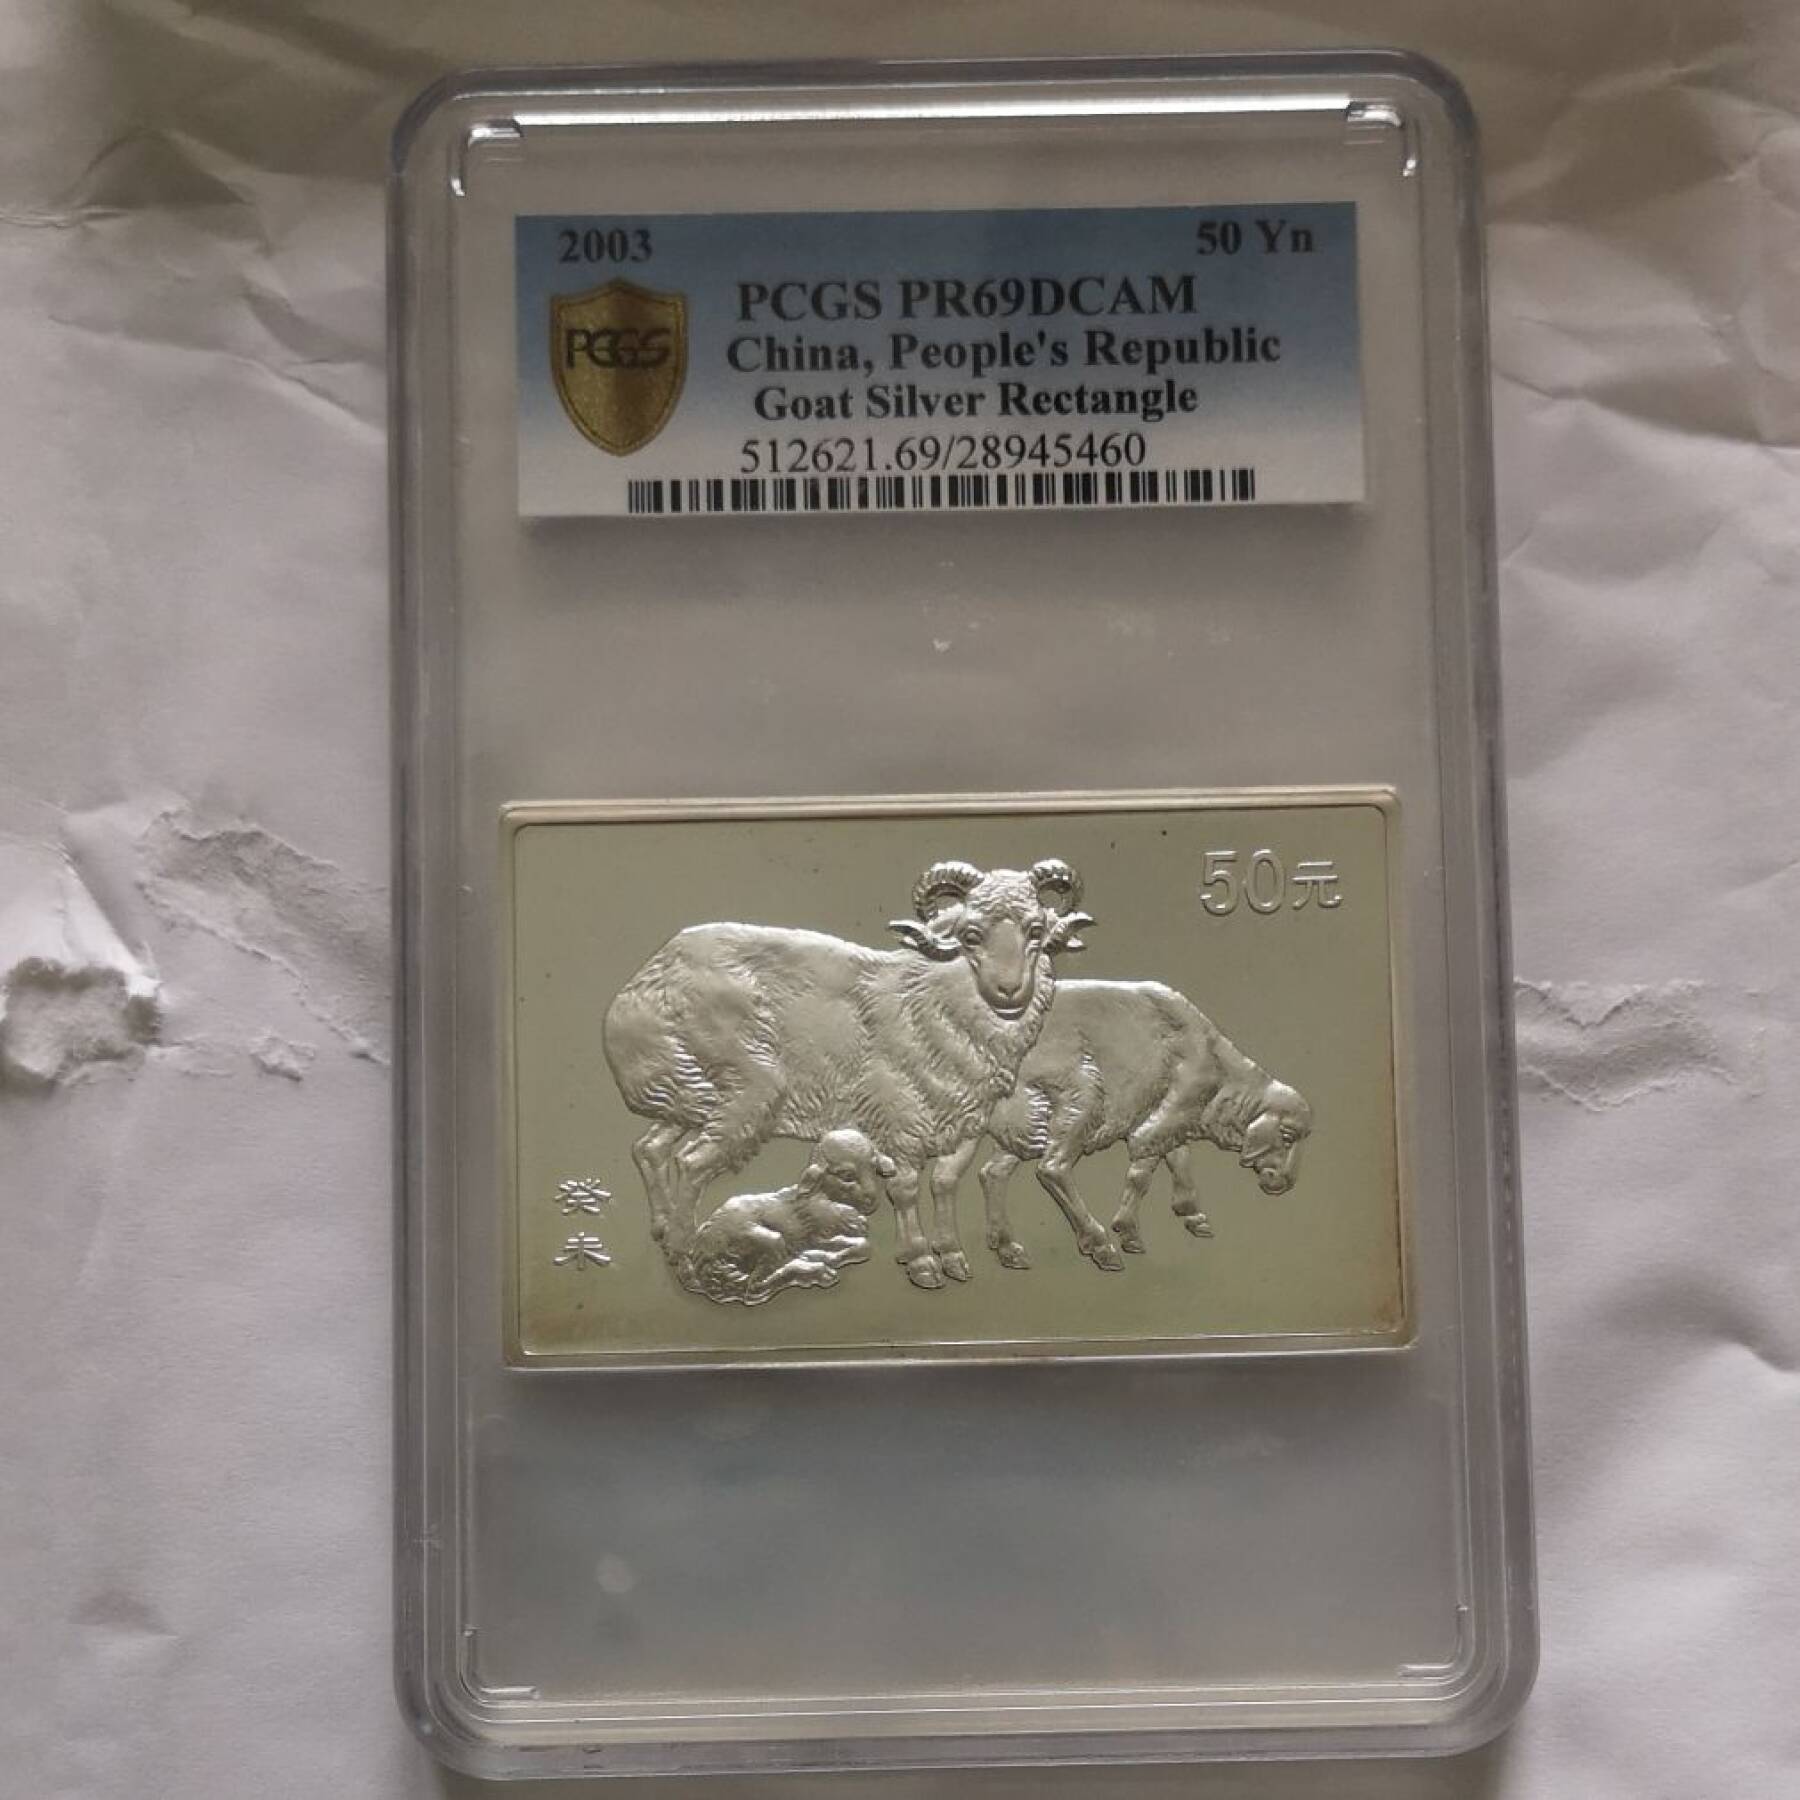 2003 50 Yn
PCGS PR69DCAM
PCGS
China, People's Republic
Goat Silver Rectangle
512621.69/28945460
50元
癸
未